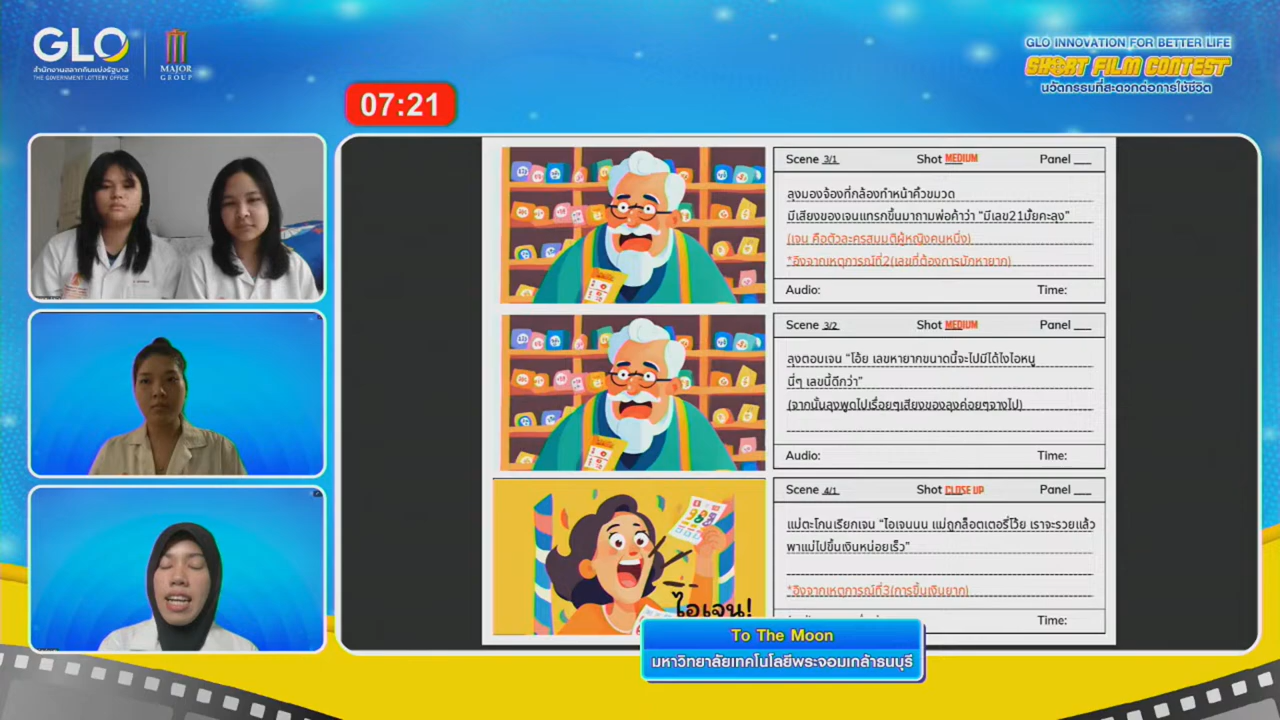 GLO
สำนักงานสลากกินแบ่งรัฐบาล
THE GOVERNMENT LOTTERY OFFICE
MAJOR
GROUP
GLO INNOVATION FOR BETTER LIFE
SHORT FILM CONTEST
นวัตกรรมที่สะดวกต่อการใช้ชีวิต
07:21
Scene 3/1 Shot MEDIUM Panel
ลุงมองจ้องที่กล้องทำหน้าคิ้วขมวด
มีเสียงของเจนแทรกขึ้นมาถามพ่อค้าว่า “มีเลข21มั้ยคะลุง”
(เจน คือตัวละครสมมติผู้หญิงคนหนึ่ง)
*อิงจากเหตุการณ์ที่2(เลขที่ต้องการมักหายาก)
Audio: Time:
Scene 3/2 Shot MEDIUM Panel
ลุงตอบเจน “โอ้ย เลขหายากขนาดนี้จะไปมีได้ไงไอหนู
นี่ๆ เลขนี้ดีกว่า”
(จากนั้นลุงพูดไปเรื่อยๆเสียงของลุงค่อยๆจางไป)
Audio: Time:
Scene 4/1 Shot CLOSE UP Panel
แม่ตะโกนเรียกเจน “ไอเจนนน แม่ถูกล็อตเตอรี่โว้ย เราจะรวยแล้ว
พาแม่ไปขึ้นเงินหน่อยเร็ว”
*อิงจากเหตุการณ์ที่3(การขึ้นเงินยาก)
Time:
ไอเจน!
To The Moon
มหาวิทยาลัยเทคโนโลยีพระจอมเกล้าธนบุรี